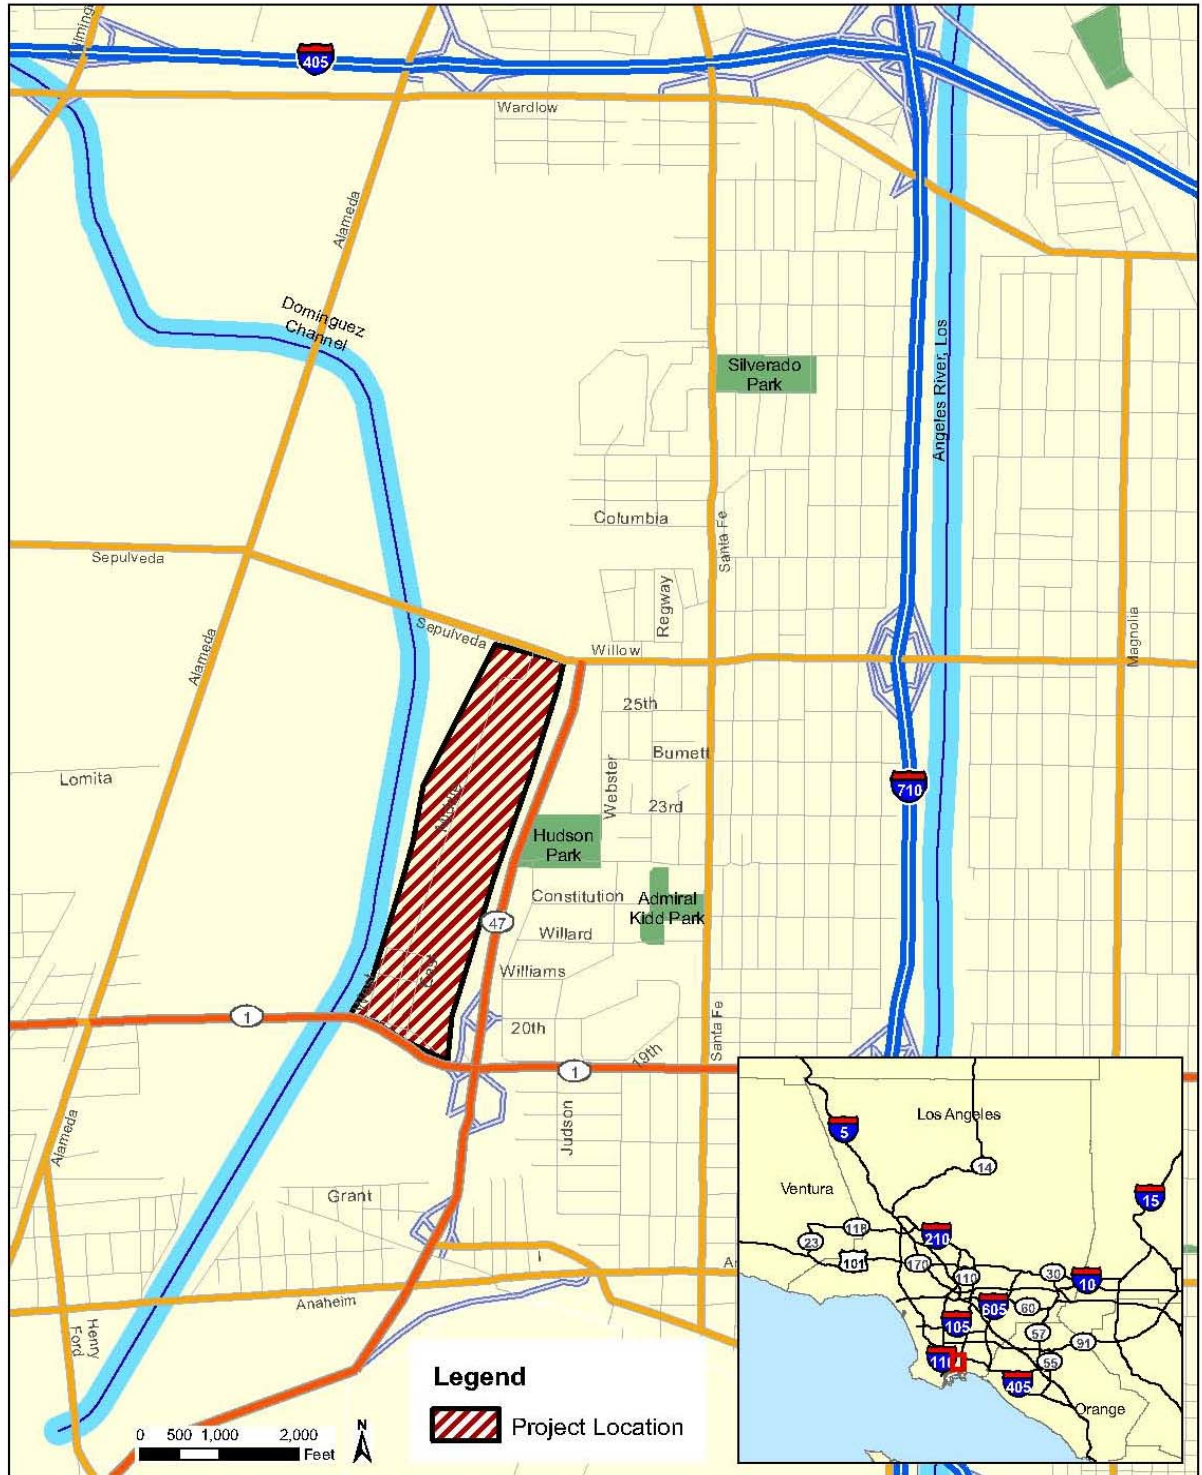 405
Wardlow
Alameda
Dominguez
Channel
Silverado
Park
Angeles River, Los
Columbia
Santa Fe
Sepulveda
Regway
Magnolia
Sepulveda
Willow
Alameda
25th
Burnett
Lomita
Webster
710
23rd
Hudson
Park
Constitution
Admiral
Kidd Park
47
Willard
Williams
East
1
20th
Santa Fe
19th
1
Judson
Alameda
Grant
Anaheim
Henry
Ford
Los Angeles
5
14
Ventura
15
118
23
210
101
170
110
30
10
605
60
105
57
91
110
55
405
Orange
Legend
Project Location
0 500 1,000 2,000
Feet
N